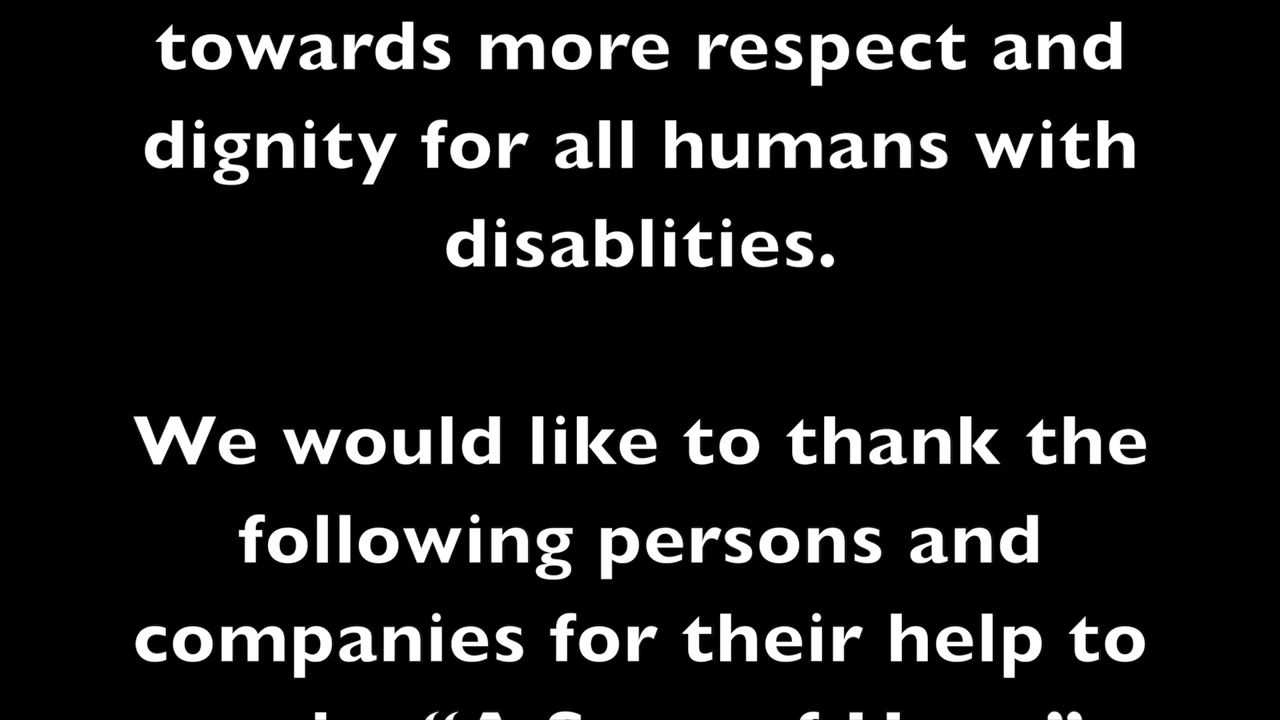 towards more respect and
dignity for all humans with
disablities.
We would like to thank the
following persons and
companies for their help to